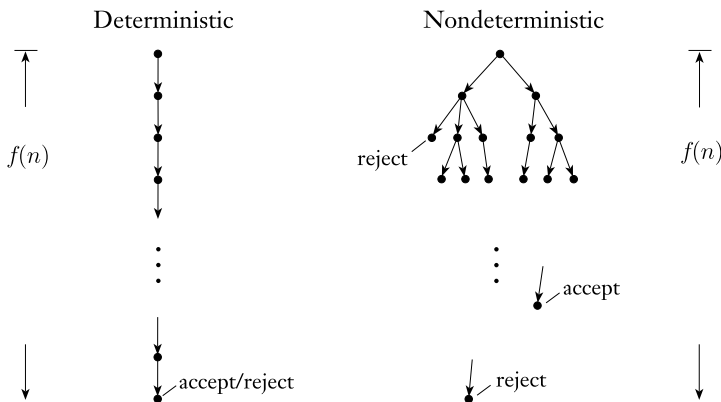 Deterministic
Nondeterministic
f(n)
reject
f(n)
accept
accept/reject
reject